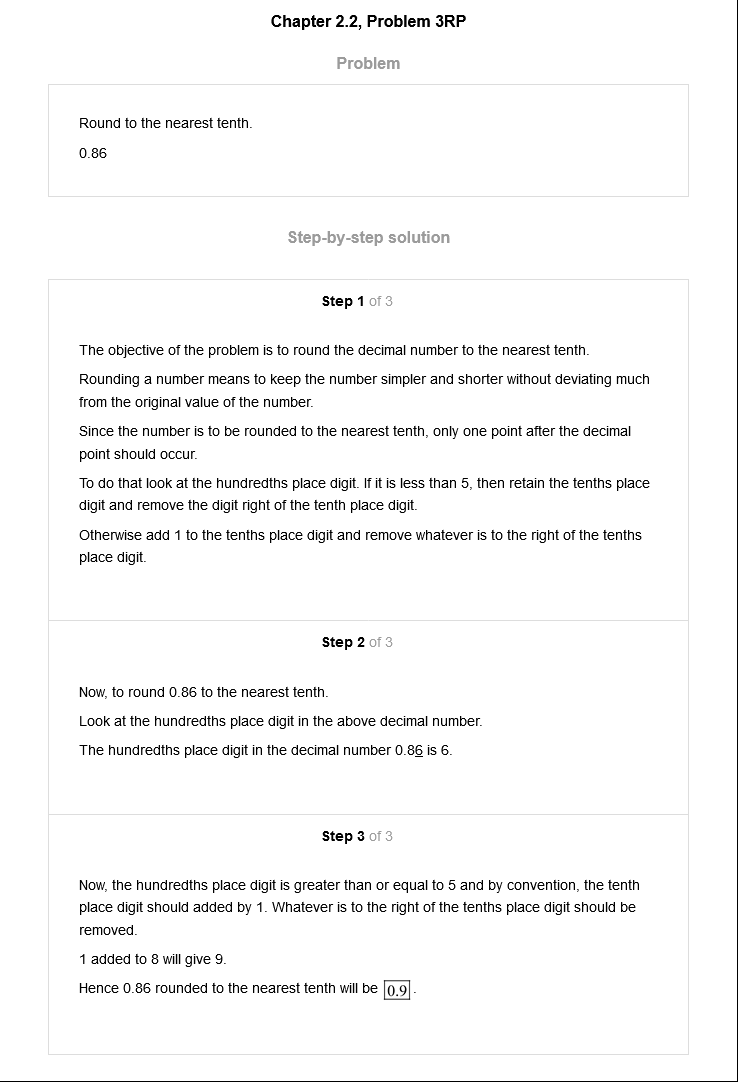 Chapter 2.2, Problem 3RP
Problem
Round to the nearest tenth.
0.86
Step-by-step solution
Step 1 of 3
The objective of the problem is to round the decimal number to the nearest tenth.
Rounding a number means to keep the number simpler and shorter without deviating much
from the original value of the number.
Since the number is to be rounded to the nearest tenth, only one point after the decimal
point should occur.
To do that look at the hundredths place digit. If it is less than 5, then retain the tenths place
digit and remove the digit right of the tenth place digit.
Otherwise add 1 to the tenths place digit and remove whatever is to the right of the tenths
place digit.
Step 2 of 3
Now, to round 0.86 to the nearest tenth.
Look at the hundredths place digit in the above decimal number.
The hundredths place digit in the decimal number 0.86 is 6.
Step 3 of 3
Now, the hundredths place digit is greater than or equal to 5 and by convention, the tenth
place digit should added by 1. Whatever is to the right of the tenths place digit should be
removed.
1 added to 8 will give 9.
Hence 0.86 rounded to the nearest tenth will be 0.9 .